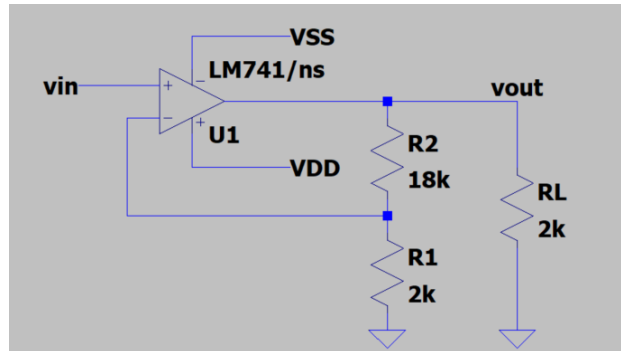 VSS
LM741/ns
vin
+
−
−
+
U1
VDD
vout
R2
18k
RL
2k
R1
2k